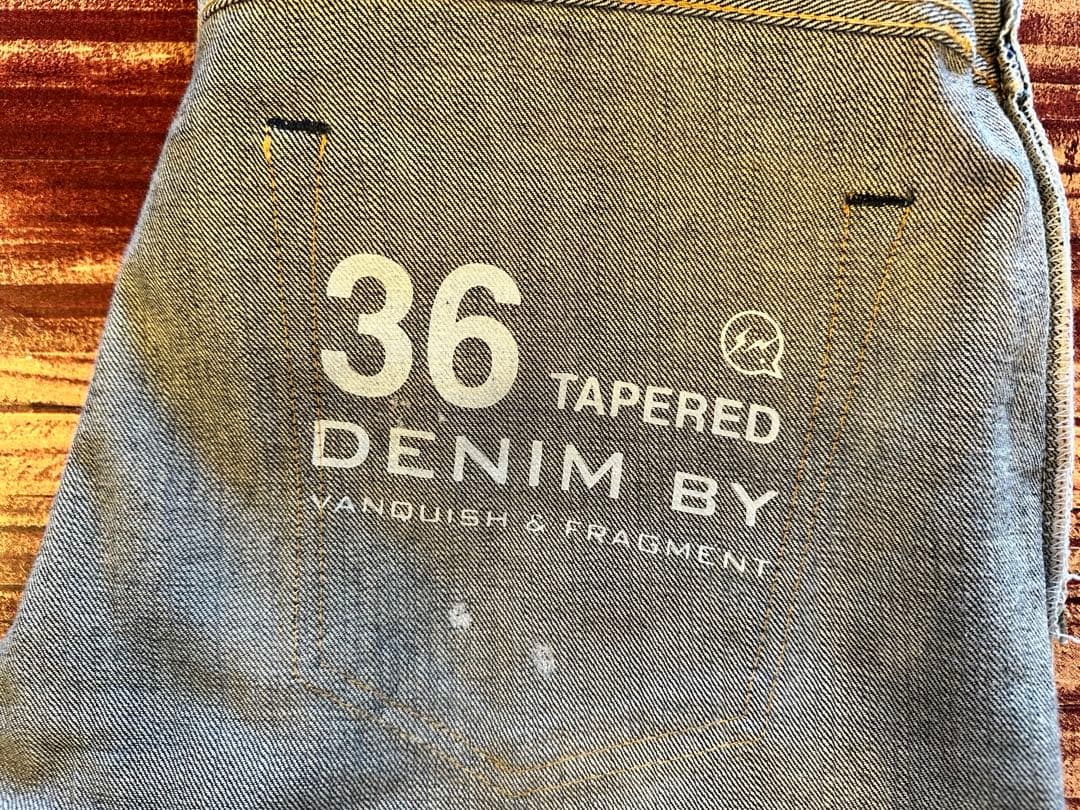 36 TAPERED
DENIM BY
VANQUISH & FRAGMENT